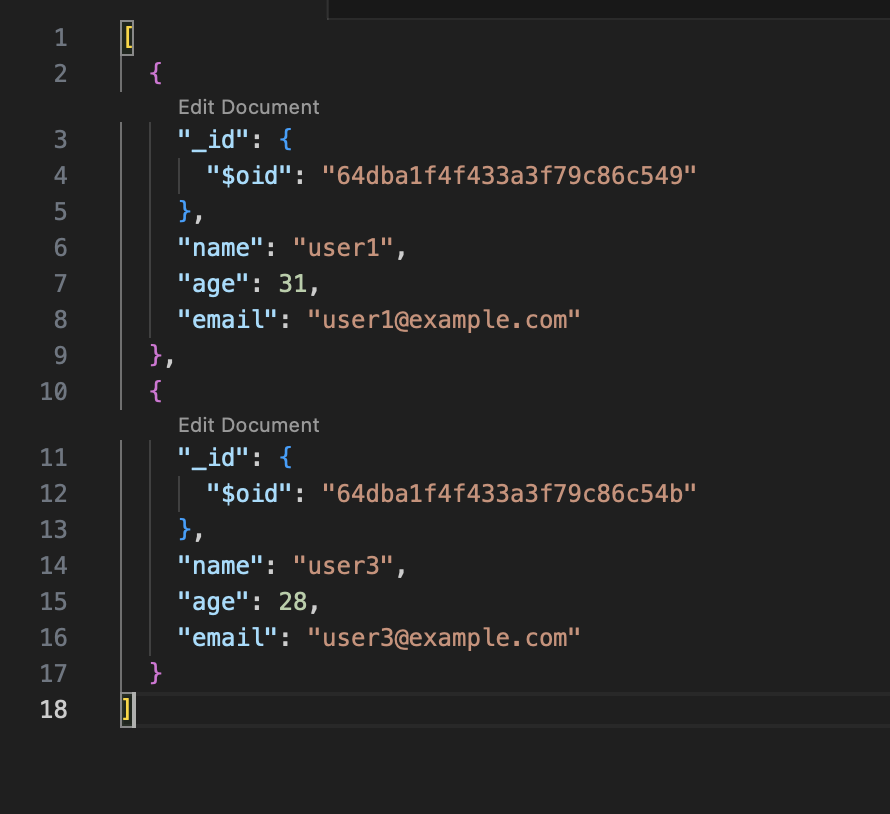 1 [
2 {
Edit Document
3 "_id": {
4 "$oid": "64dba1f4f433a3f79c86c549"
5 },
6 "name": "user1",
7 "age": 31,
8 "email": "user1@example.com"
9 },
10 {
Edit Document
11 "_id": {
12 "$oid": "64dba1f4f433a3f79c86c54b"
13 },
14 "name": "user3",
15 "age": 28,
16 "email": "user3@example.com"
17 }
18 ]